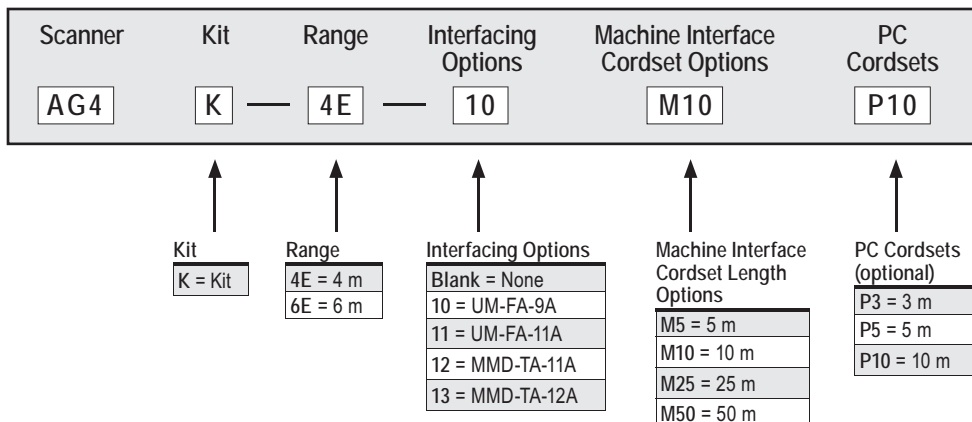 Scanner Kit Range Interfacing Options Machine Interface Cordset Options PC Cordsets
AG4 K — 4E — 10 M10 P10
Kit
K = Kit
Range
4E = 4 m
6E = 6 m
Interfacing Options
Blank = None
10 = UM-FA-9A
11 = UM-FA-11A
12 = MMD-TA-11A
13 = MMD-TA-12A
Machine Interface
Cordset Length
Options
M5 = 5 m
M10 = 10 m
M25 = 25 m
M50 = 50 m
PC Cordsets
(optional)
P3 = 3 m
P5 = 5 m
P10 = 10 m